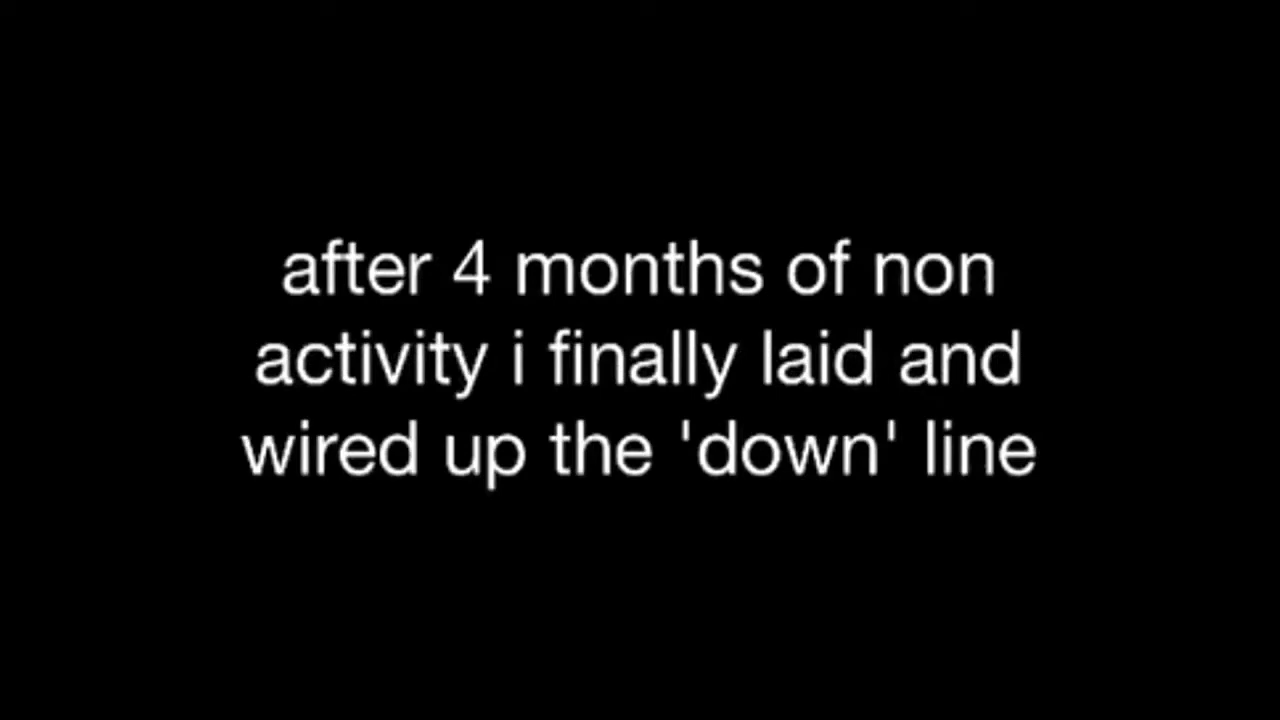 after 4 months of non
activity i finally laid and
wired up the 'down' line